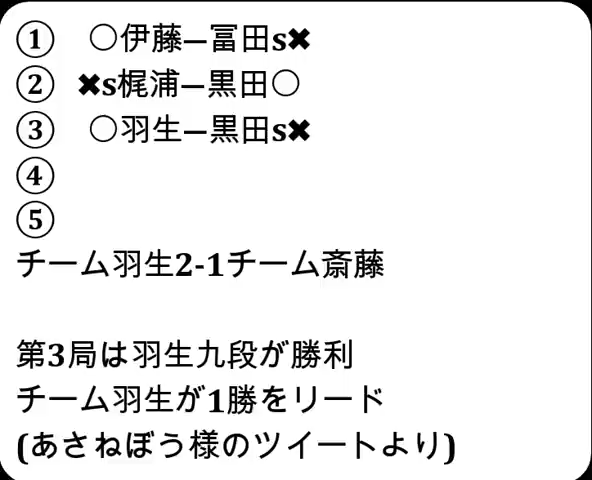 ① ○伊藤ー冨田s✖
② ✖s梶浦ー黒田○
③ ○羽生ー黒田s✖
④
⑤
チーム羽生2-1チーム斎藤
第3局は羽生九段が勝利
チーム羽生が1勝をリード
(あさねぼう様のツイートより)